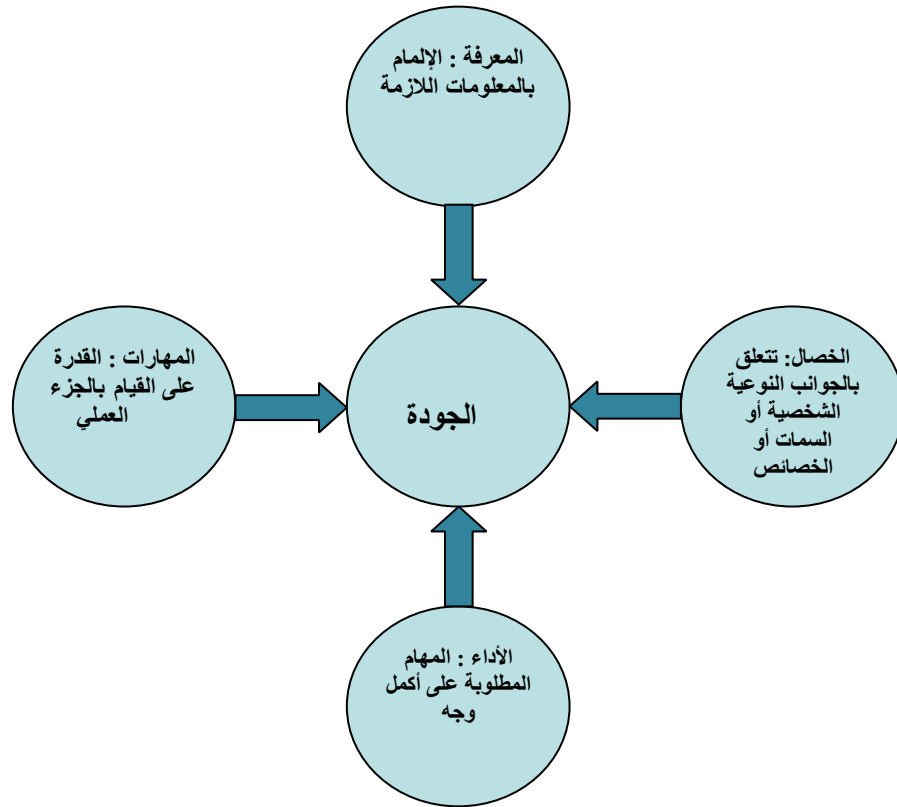 المعرفة : الإلمام
بالمعلومات اللازمة
الخصال: تتعلق
بالجوانب النوعية
الشخصية أو
السمات أو
الخصائص
الجودة
المهارات : القدرة
على القيام بالجزء
العملي
الأداء : المهام
المطلوبة على أكمل
وجه